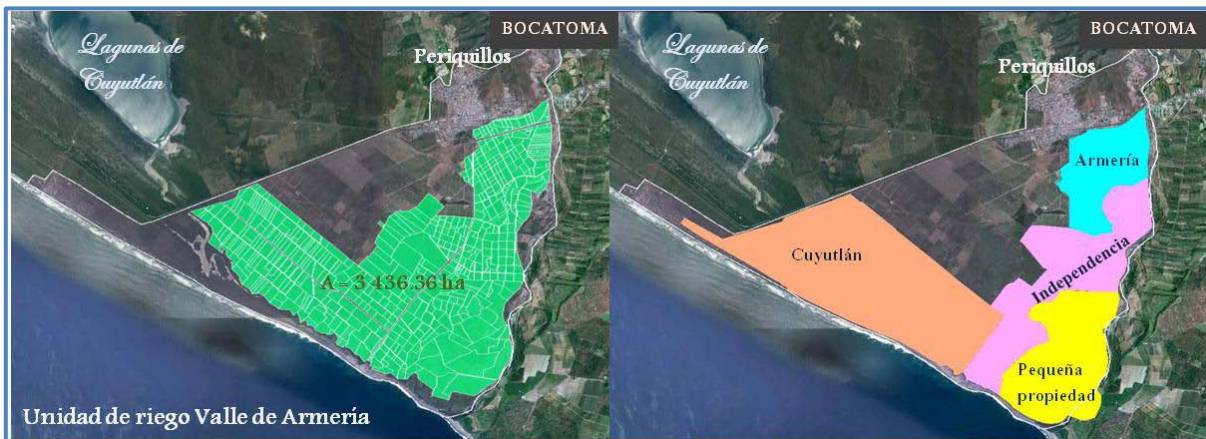 BOCATOMA
Lagunas de
Cuyutlán
Periquillos
A = 3 436.36 ha
Unidad de riego Valle de Armería
BOCATOMA
Lagunas de
Cuyutlán
Periquillos
Armería
Cuyutlán
Independencia
Pequeña
propiedad